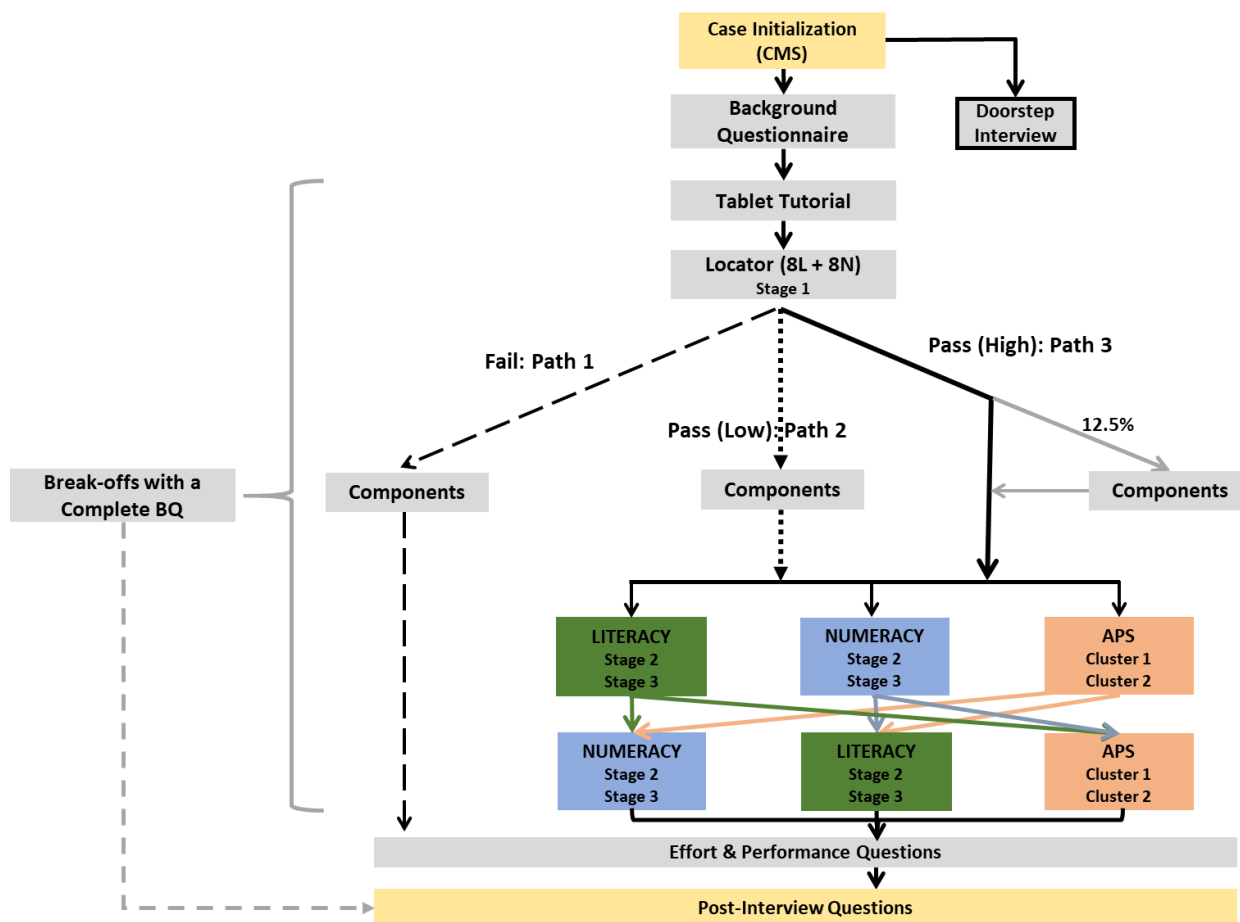 Case Initialization
(CMS)
Background
Questionnaire
Doorstep
Interview
Tablet Tutorial
Locator (8L + 8N)
Stage 1
Fail: Path 1
Pass (High): Path 3
Pass (Low): Path 2
12.5%
Break-offs with a
Complete BQ
Components
Components
Components
LITERACY
Stage 2
Stage 3
NUMERACY
Stage 2
Stage 3
APS
Cluster 1
Cluster 2
NUMERACY
Stage 2
Stage 3
LITERACY
Stage 2
Stage 3
APS
Cluster 1
Cluster 2
Effort & Performance Questions
Post-Interview Questions